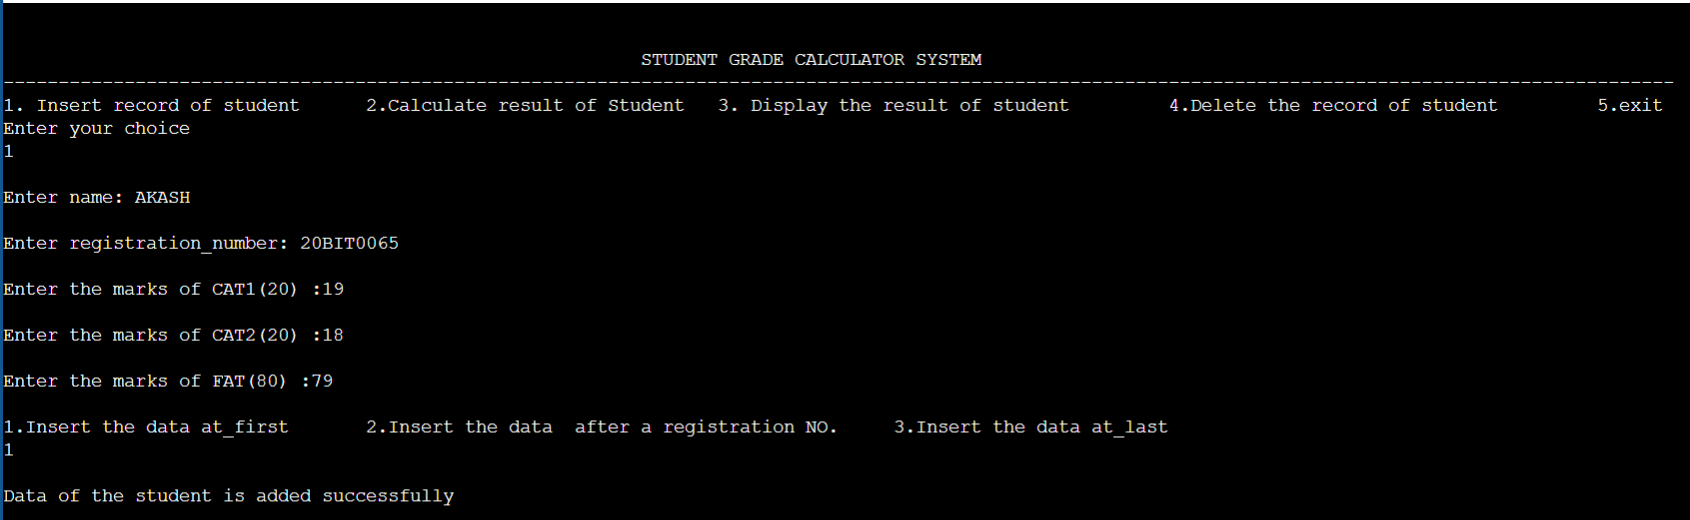 STUDENT GRADE CALCULATOR SYSTEM
--------------------------------------------------------------------------------------------------------------------------------------------------------
1. Insert record of student      2.Calculate result of Student   3. Display the result of student         4.Delete the record of student         5.exit
Enter your choice
1
Enter name: AKASH
Enter registration_number: 20BIT0065
Enter the marks of CAT1(20) :19
Enter the marks of CAT2(20) :18
Enter the marks of FAT(80) :79
1.Insert the data at_first       2.Insert the data  after a registration NO.     3.Insert the data at_last
1
Data of the student is added successfully